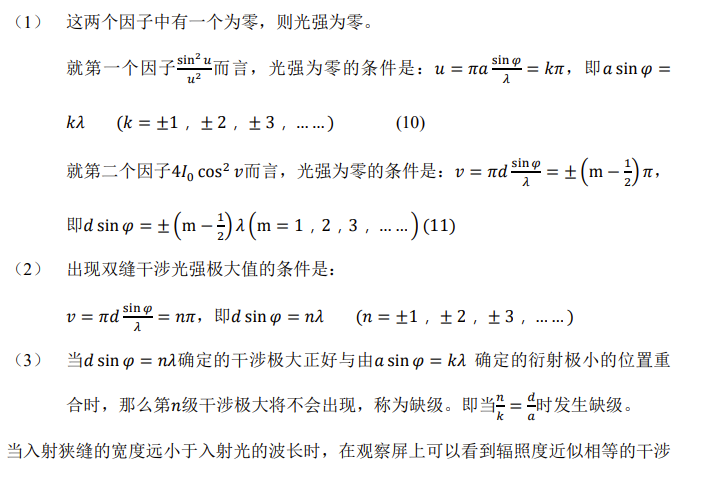 （1） 这两个因子中有一个为零，则光强为零。
就第一个因子$\frac{\sin^2 u}{u^2}$而言，光强为零的条件是：$u = \pi a \frac{\sin \varphi}{\lambda} = k\pi$，即$a \sin \varphi =$
$k\lambda$ （$k = \pm 1，\pm 2，\pm 3，……$） (10)
就第二个因子$4I_0 \cos^2 v$而言，光强为零的条件是：$v = \pi d \frac{\sin \varphi}{\lambda} = \pm \left( \mathrm{m} - \frac{1}{2} \right) \pi$，
即$d \sin \varphi = \pm \left( \mathrm{m} - \frac{1}{2} \right) \lambda \left( \mathrm{m} = 1，2，3，…… \right)$(11)
（2） 出现双缝干涉光强极大值的条件是：
$v = \pi d \frac{\sin \varphi}{\lambda} = n\pi$，即$d \sin \varphi = n\lambda$ （$n = \pm 1，\pm 2，\pm 3，……$）
（3） 当$d \sin \varphi = n\lambda$确定的干涉极大正好与由$a \sin \varphi = k\lambda$ 确定的衍射极小的位置重
合时，那么第$n$级干涉极大将不会出现，称为缺级。即当$\frac{n}{k} = \frac{d}{a}$时发生缺级。
当入射狭缝的宽度远小于入射光的波长时，在观察屏上可以看到辐照度近似相等的干涉